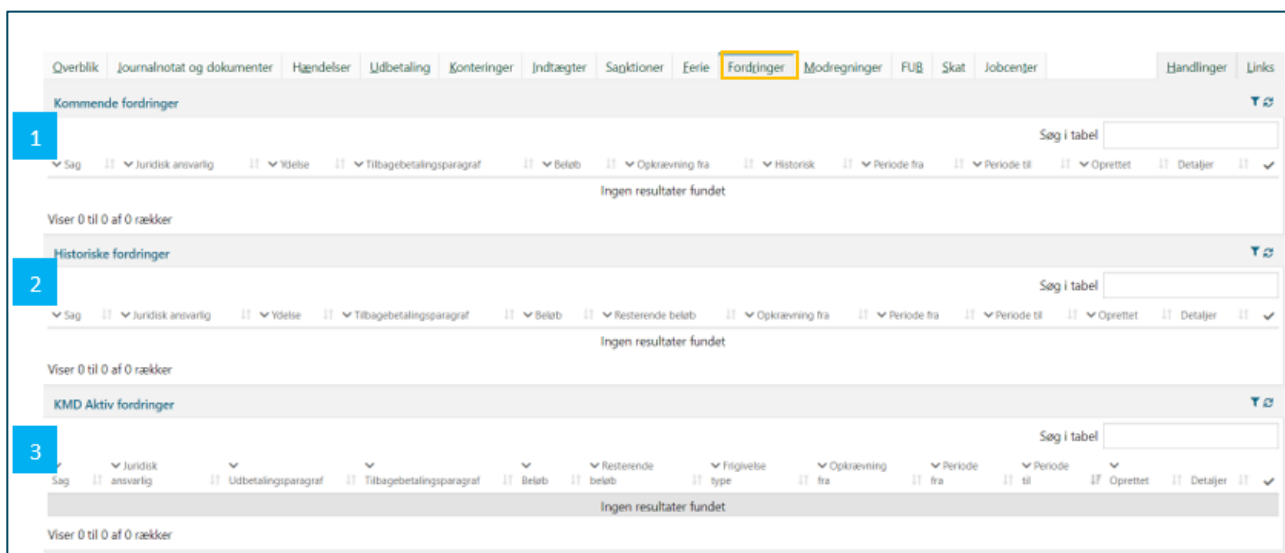 Overblik Journalnotat og dokumenter Hændelser Udbetaling Konteringer Indtægter Sanktioner Ferie Fordringer Modregninger FUB Skat Jobcenter Handlinger Links
Kommende fordringer
1
Søg i tabel
Sag Juridisk ansvarlig Ydelse Tilbagebetalingsparagraf Beløb Opkrævning fra Historisk Periode fra Periode til Oprettet Detaljer
Ingen resultater fundet
Viser 0 til 0 af 0 rækker
Historiske fordringer
2
Søg i tabel
Sag Juridisk ansvarlig Ydelse Tilbagebetalingsparagraf Beløb Resterende beløb Opkrævning fra Periode fra Periode til Oprettet Detaljer
Ingen resultater fundet
Viser 0 til 0 af 0 rækker
KMD Aktiv fordringer
3
Søg i tabel
Juridisk Resterende Frigivelse Opkrævning Periode Periode
Sag ansvarlig Udbetalingsparagraf Tilbagebetalingsparagraf Beløb beløb type fra fra til Oprettet Detaljer
Ingen resultater fundet
Viser 0 til 0 af 0 rækker